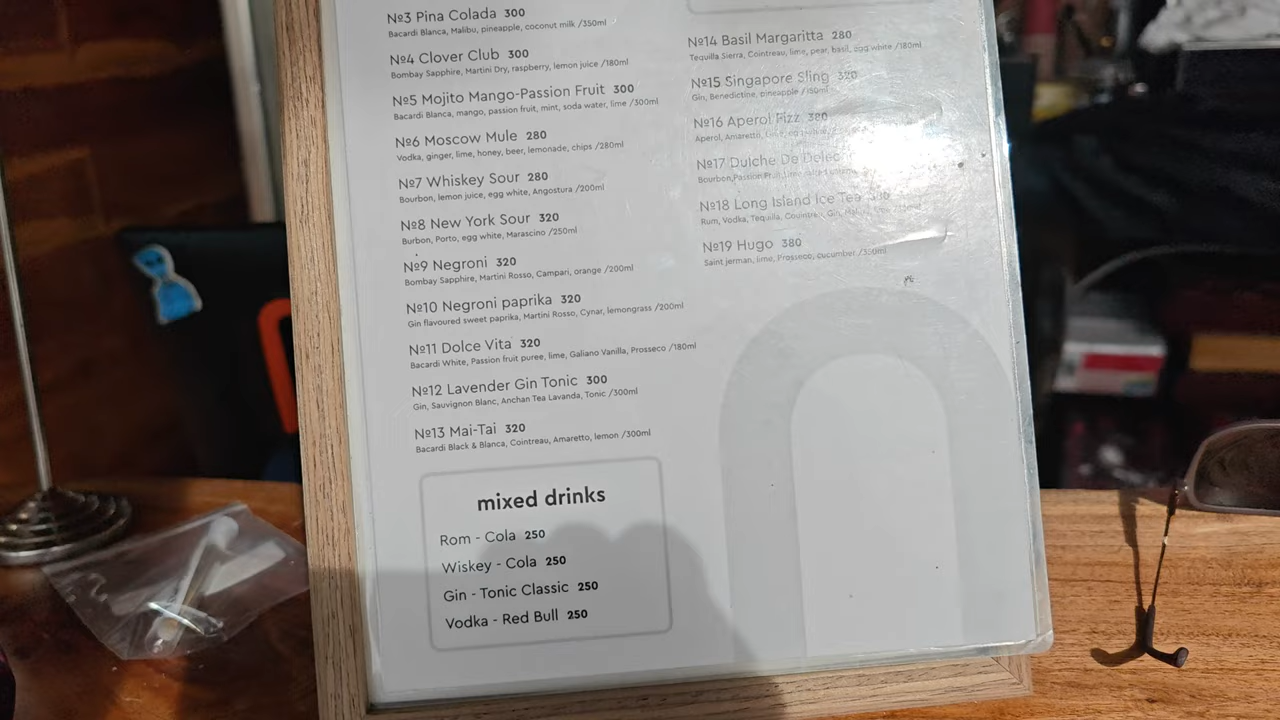 №3 Pina Colada 300
Bacardi Blanca, Malibu, pineapple, coconut milk /350ml
№4 Clover Club 300
Bombay Sapphire, Martini Dry, raspberry, lemon juice /180ml
№5 Mojito Mango-Passion Fruit 300
Bacardi Blanca, mango, passion fruit, mint, soda water, lime /300ml
№6 Moscow Mule 280
Vodka, ginger, lime, honey, beer, lemonade, chips /280ml
№7 Whiskey Sour 280
Bourbon, lemon juice, egg white, Angostura /200ml
№8 New York Sour 320
Burbon, Porto, egg white, Marascino /250ml
№9 Negroni 320
Bombay Sapphire, Martini Rosso, Campari, orange /200ml
№10 Negroni paprika 320
Gin flavoured sweet paprika, Martini Rosso, Cynar, lemongrass /200ml
№11 Dolce Vita 320
Bacardi White, Passion fruit puree, lime, Galiano Vanilla, Prosseco /180ml
№12 Lavender Gin Tonic 300
Gin, Sauvignon Blanc, Anchan Tea Lavanda, Tonic /300ml
№13 Mai-Tai 320
Bacardi Black & Blanca, Cointreau, Amaretto, lemon /300ml
mixed drinks
Rom - Cola 250
Wiskey - Cola 250
Gin - Tonic Classic 250
Vodka - Red Bull 250
№14 Basil Margaritta 280
Tequilla Sierra, Cointreau, lime, pear, basil, egg white /180ml
№15 Singapore Sling 320
Gin, Benedictine, pineapple /150ml
№16 Aperol Fizz 380
Aperol, Amaretto,
№17 Dulche De
Bourbon, Passion Fruit, lime
№18 Long Island Ice Tea
Rum, Vodka, Tequilla, Couintreau, Gin,
№19 Hugo 380
Saint jerman, lime, Prosseco, cucumber /350ml